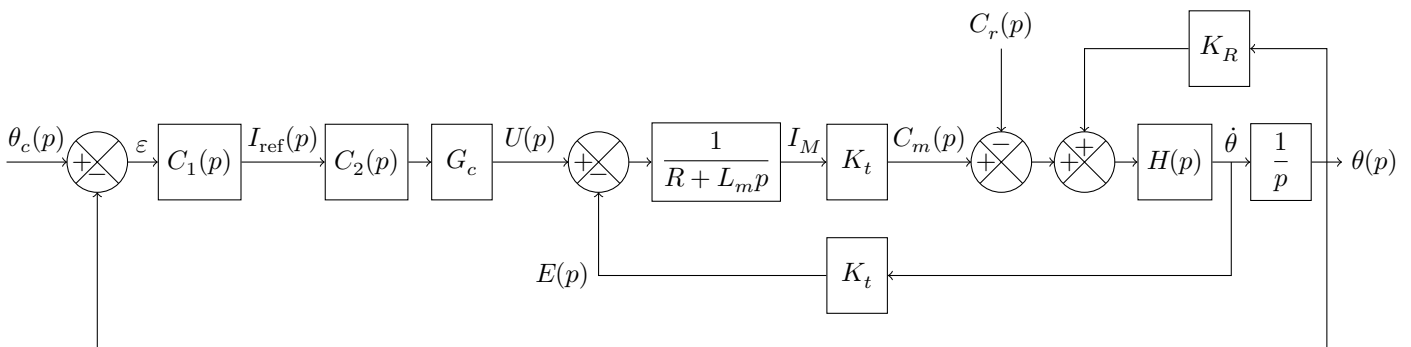 C_r(p)
K_R
θ_c(p)
+
−
ε
C_1(p)
I_ref(p)
C_2(p)
G_c
U(p)
+
−
1
R + L_m p
I_M
K_t
C_m(p)
+
−
+
+
H(p)
θ̇
1
p
θ(p)
E(p)
K_t